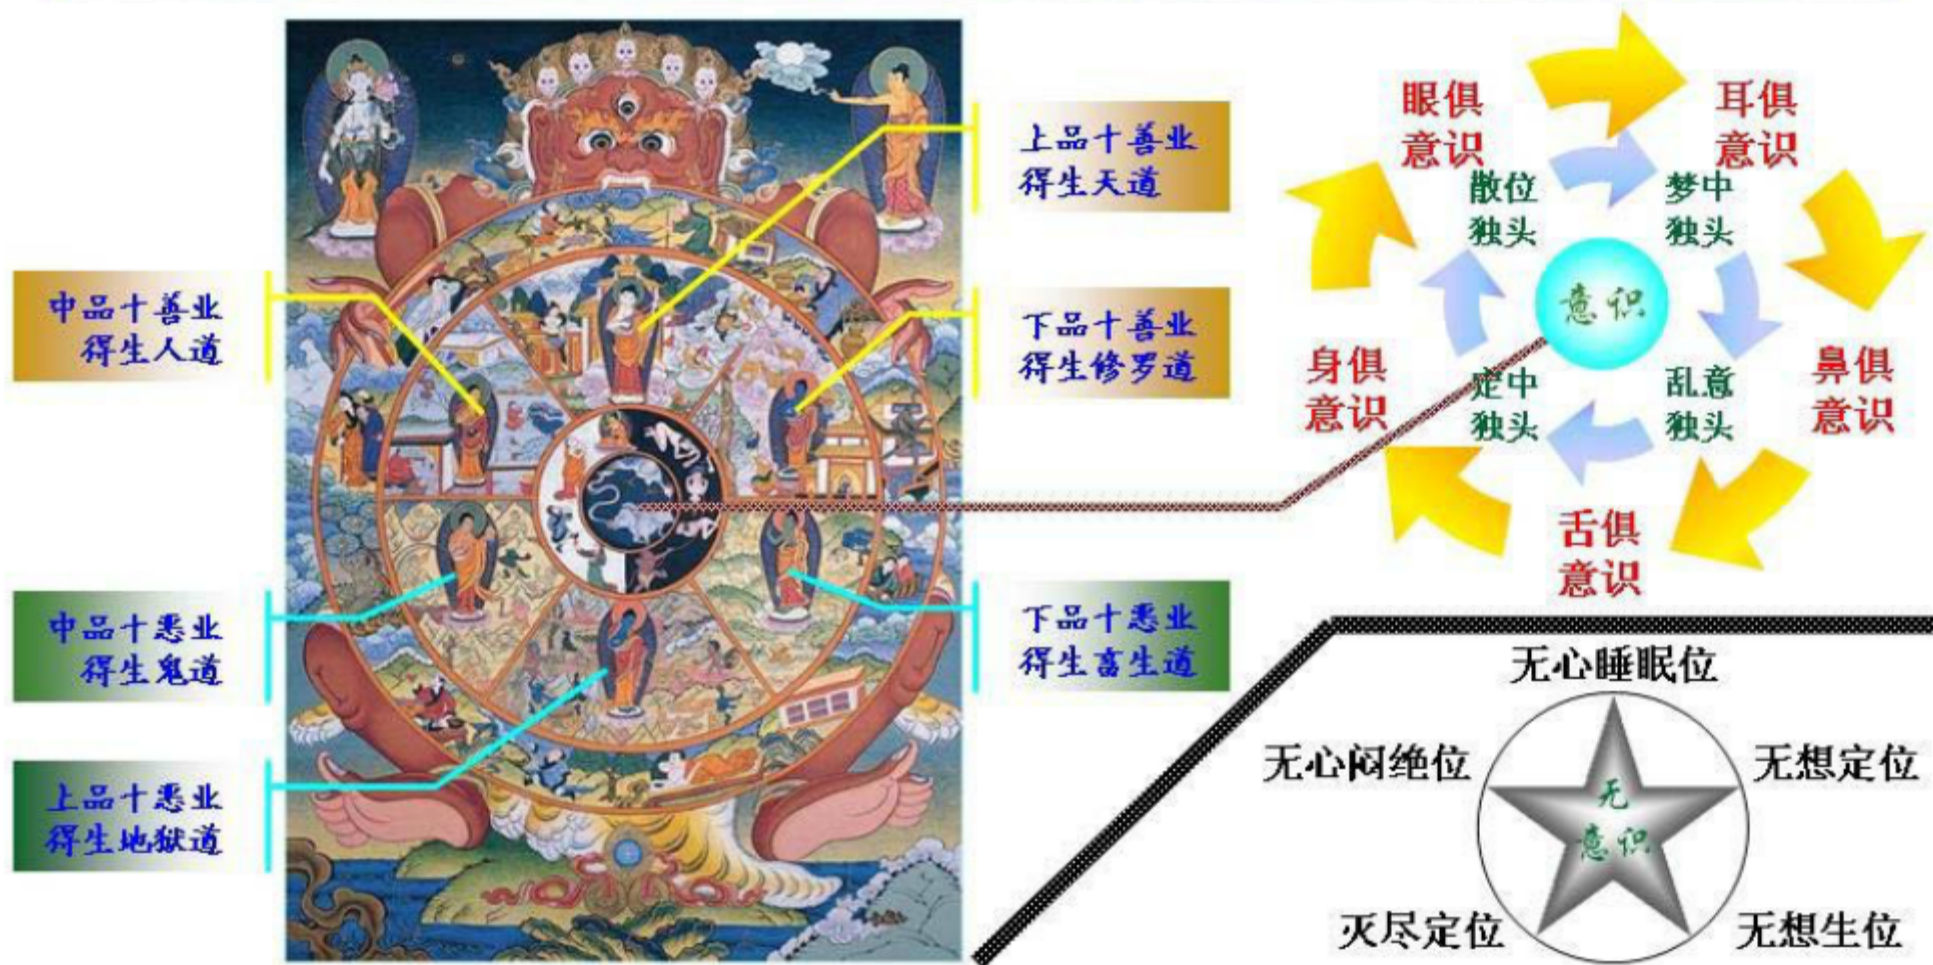 上品十善业
得生天道
中品十善业
得生人道
下品十善业
得生修罗道
中品十恶业
得生鬼道
下品十恶业
得生畜生道
上品十恶业
得生地狱道
眼俱
意识
耳俱
意识
散位
独头
梦中
独头
意识
身俱
意识
定中
独头
乱意
独头
鼻俱
意识
舌俱
意识
无心睡眠位
无心闷绝位
无想定位
无
意识
灭尽定位
无想生位